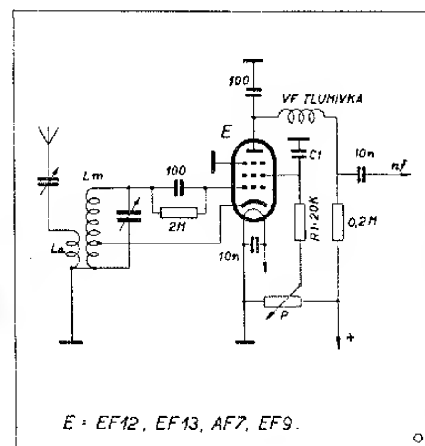 100
VF TLUMIVKA
E
Lm
100
C1
10n
nf
La
2M
10n
R1-20K
0,2M
P
+
E = EF12, EF13, AF7, EF9.